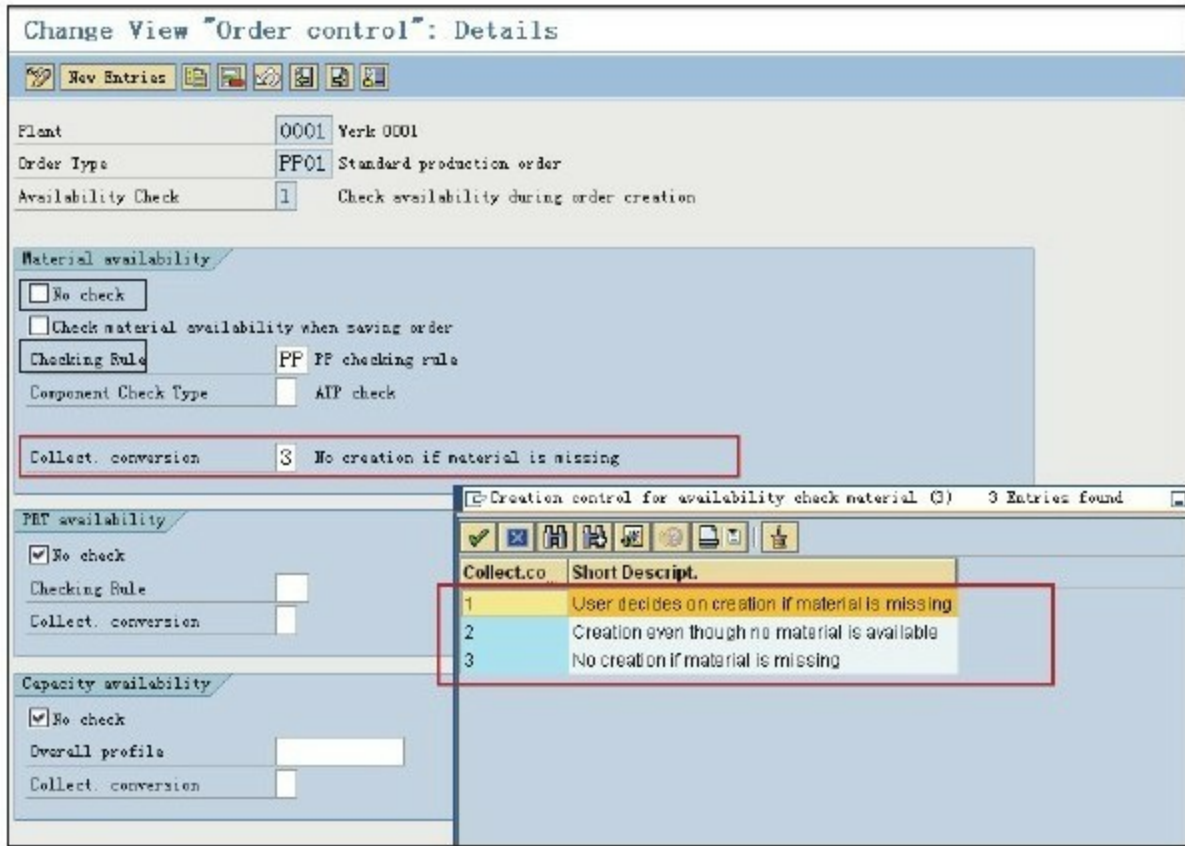 Change View "Order control": Details
New Entries
Plant 0001 Werk 0001
Order Type PP01 Standard production order
Availability Check 1 Check availability during order creation
Material availability
No check
Check material availability when saving order
Checking Rule PP PP checking rule
Component Check Type ATP check
Collect. conversion 3 No creation if material is missing
PRT availability
No check
Checking Rule
Collect. conversion
Capacity availability
No check
Overall profile
Collect. conversion
Creation control for availability check material (3) 3 Entries found
Collect.co Short Descript.
1 User decides on creation if material is missing
2 Creation even though no material is available
3 No creation if material is missing